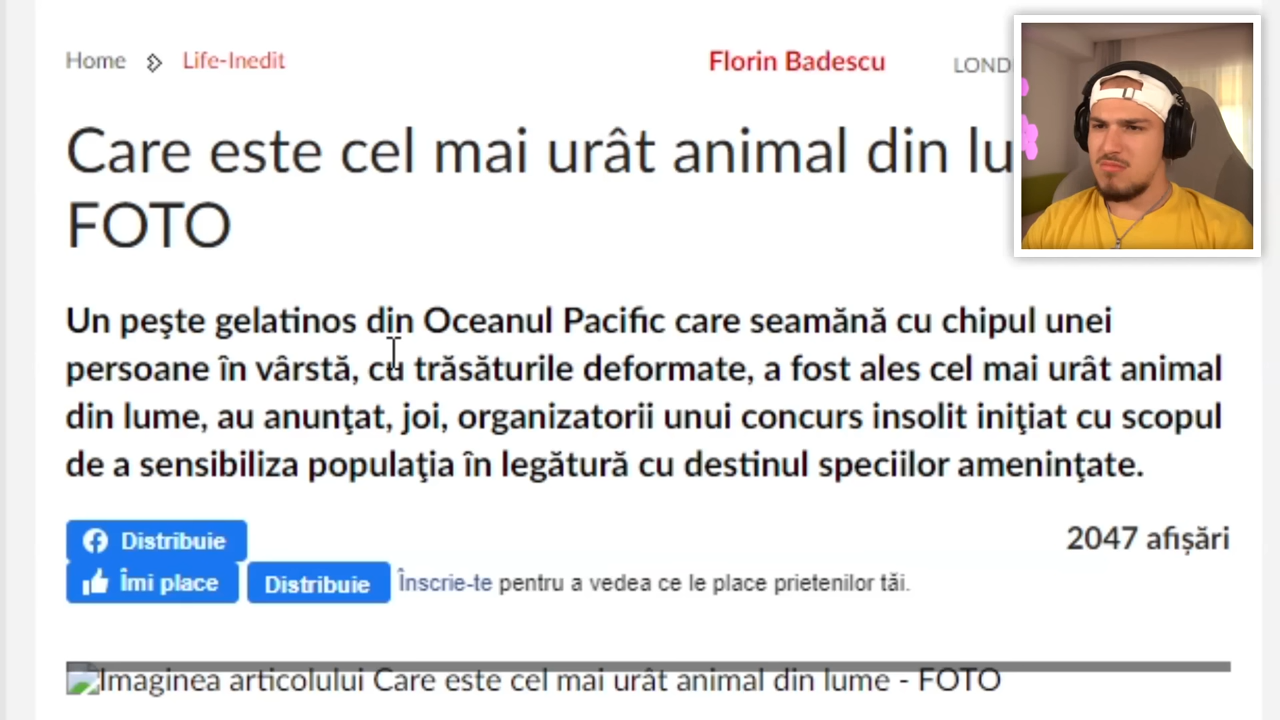 Home Life-Inedit Florin Badescu LOND
Care este cel mai urât animal din lu
FOTO
Un peşte gelatinos din Oceanul Pacific care seamănă cu chipul unei
persoane în vârstă, cu trăsăturile deformate, a fost ales cel mai urât animal
din lume, au anunţat, joi, organizatorii unui concurs insolit iniţiat cu scopul
de a sensibiliza populaţia în legătură cu destinul speciilor ameninţate.
Distribuie 2047 afișări
Îmi place Distribuie Înscrie-te pentru a vedea ce le place prietenilor tăi.
Imaginea articolului Care este cel mai urât animal din lume - FOTO